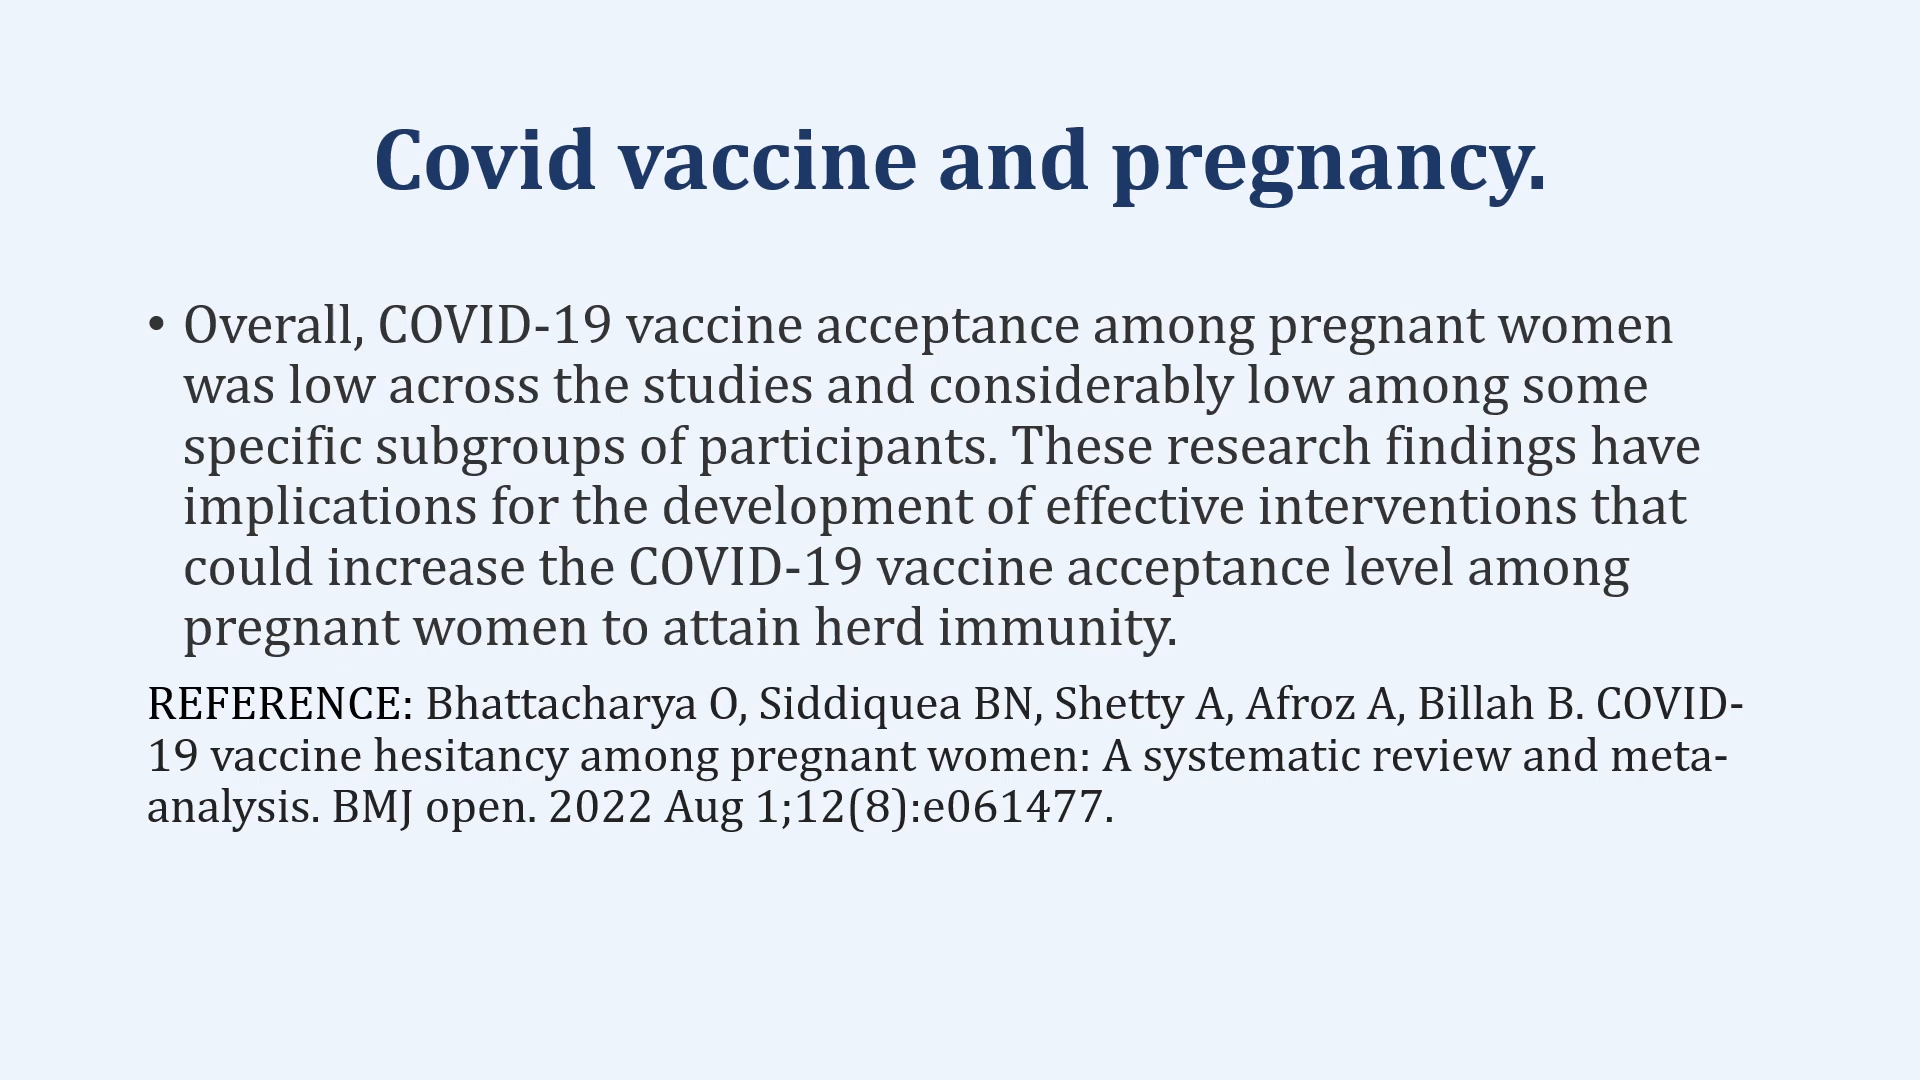 Covid vaccine and pregnancy.
• Overall, COVID-19 vaccine acceptance among pregnant women
was low across the studies and considerably low among some
specific subgroups of participants. These research findings have
implications for the development of effective interventions that
could increase the COVID-19 vaccine acceptance level among
pregnant women to attain herd immunity.
REFERENCE: Bhattacharya O, Siddiquea BN, Shetty A, Afroz A, Billah B. COVID-
19 vaccine hesitancy among pregnant women: A systematic review and meta-
analysis. BMJ open. 2022 Aug 1;12(8):e061477.